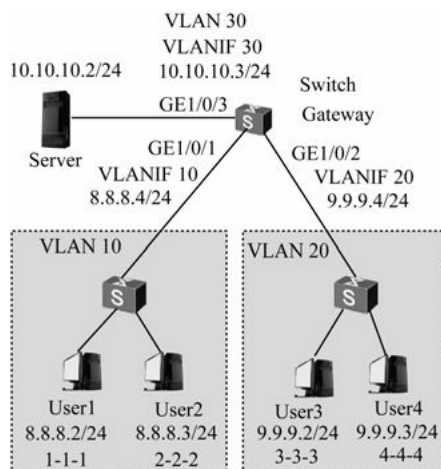 VLAN 30
VLANIF 30
10.10.10.2/24
10.10.10.3/24
Switch
Gateway
GE1/0/3
S
Server
GE1/0/1
GE1/0/2
VLANIF 10
8.8.8.4/24
VLANIF 20
9.9.9.4/24
VLAN 10
VLAN 20
S
S
User1
User2
User3
User4
8.8.8.2/24
8.8.8.3/24
9.9.9.2/24
9.9.9.3/24
1-1-1
2-2-2
3-3-3
4-4-4